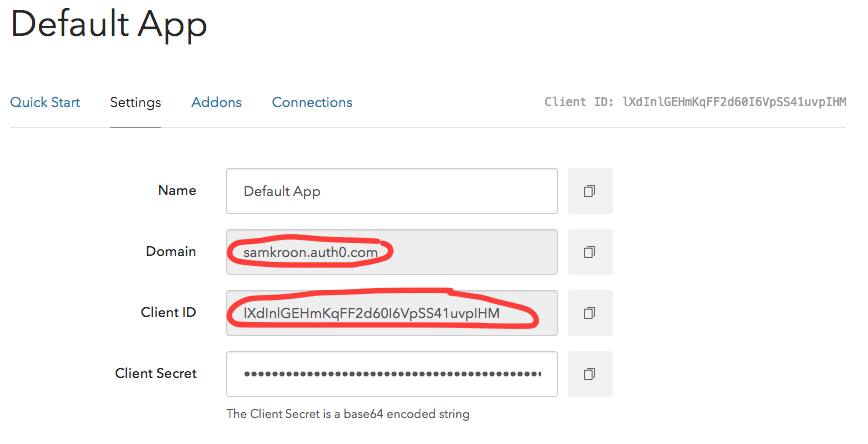 Default App
Quick Start Settings Addons Connections Client ID: lXdInlGEHmKqFF2d60I6VpSS41uvpIHM
Name Default App
Domain samkroon.auth0.com
Client ID lXdInlGEHmKqFF2d60I6VpSS41uvpIHM
Client Secret
The Client Secret is a base64 encoded string